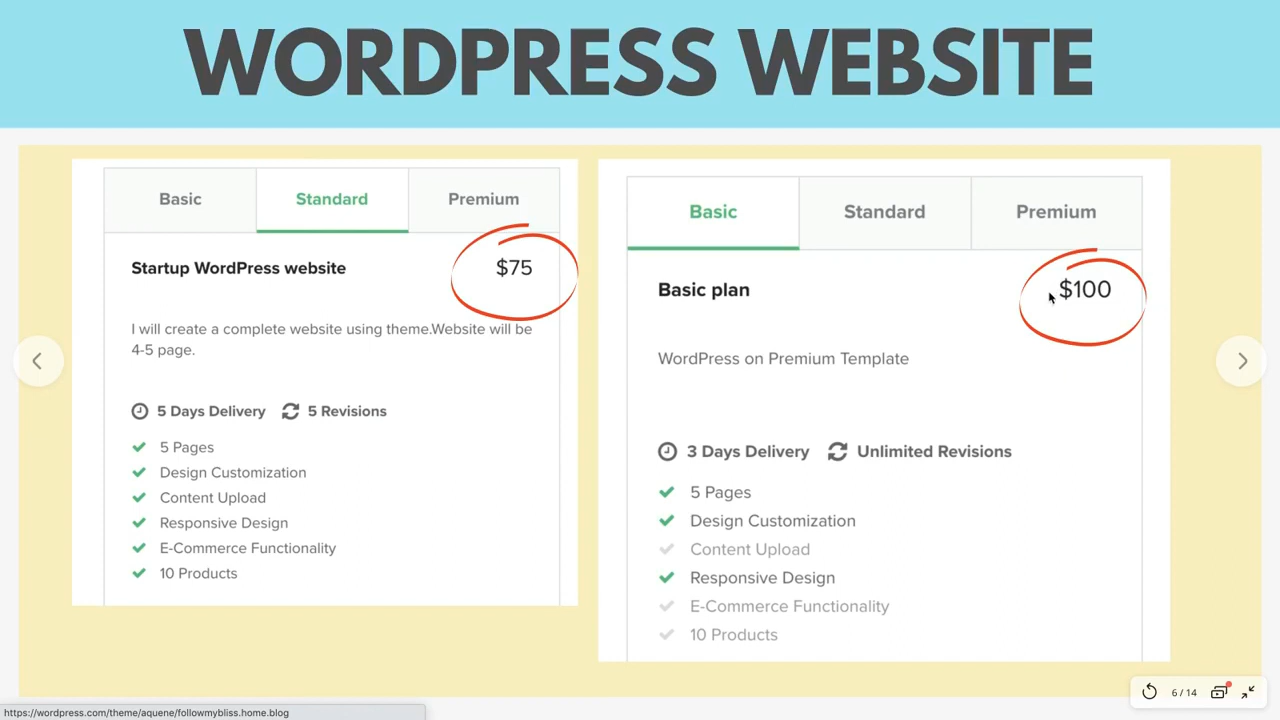 WORDPRESS WEBSITE
Basic
Standard
Premium
Startup WordPress website
$75
I will create a complete website using theme.Website will be
4-5 page.
5 Days Delivery
5 Revisions
5 Pages
Design Customization
Content Upload
Responsive Design
E-Commerce Functionality
10 Products
Basic
Standard
Premium
Basic plan
$100
WordPress on Premium Template
3 Days Delivery
Unlimited Revisions
5 Pages
Design Customization
Content Upload
Responsive Design
E-Commerce Functionality
10 Products
6 / 14
https://wordpress.com/theme/aquene/followmybliss.home.blog